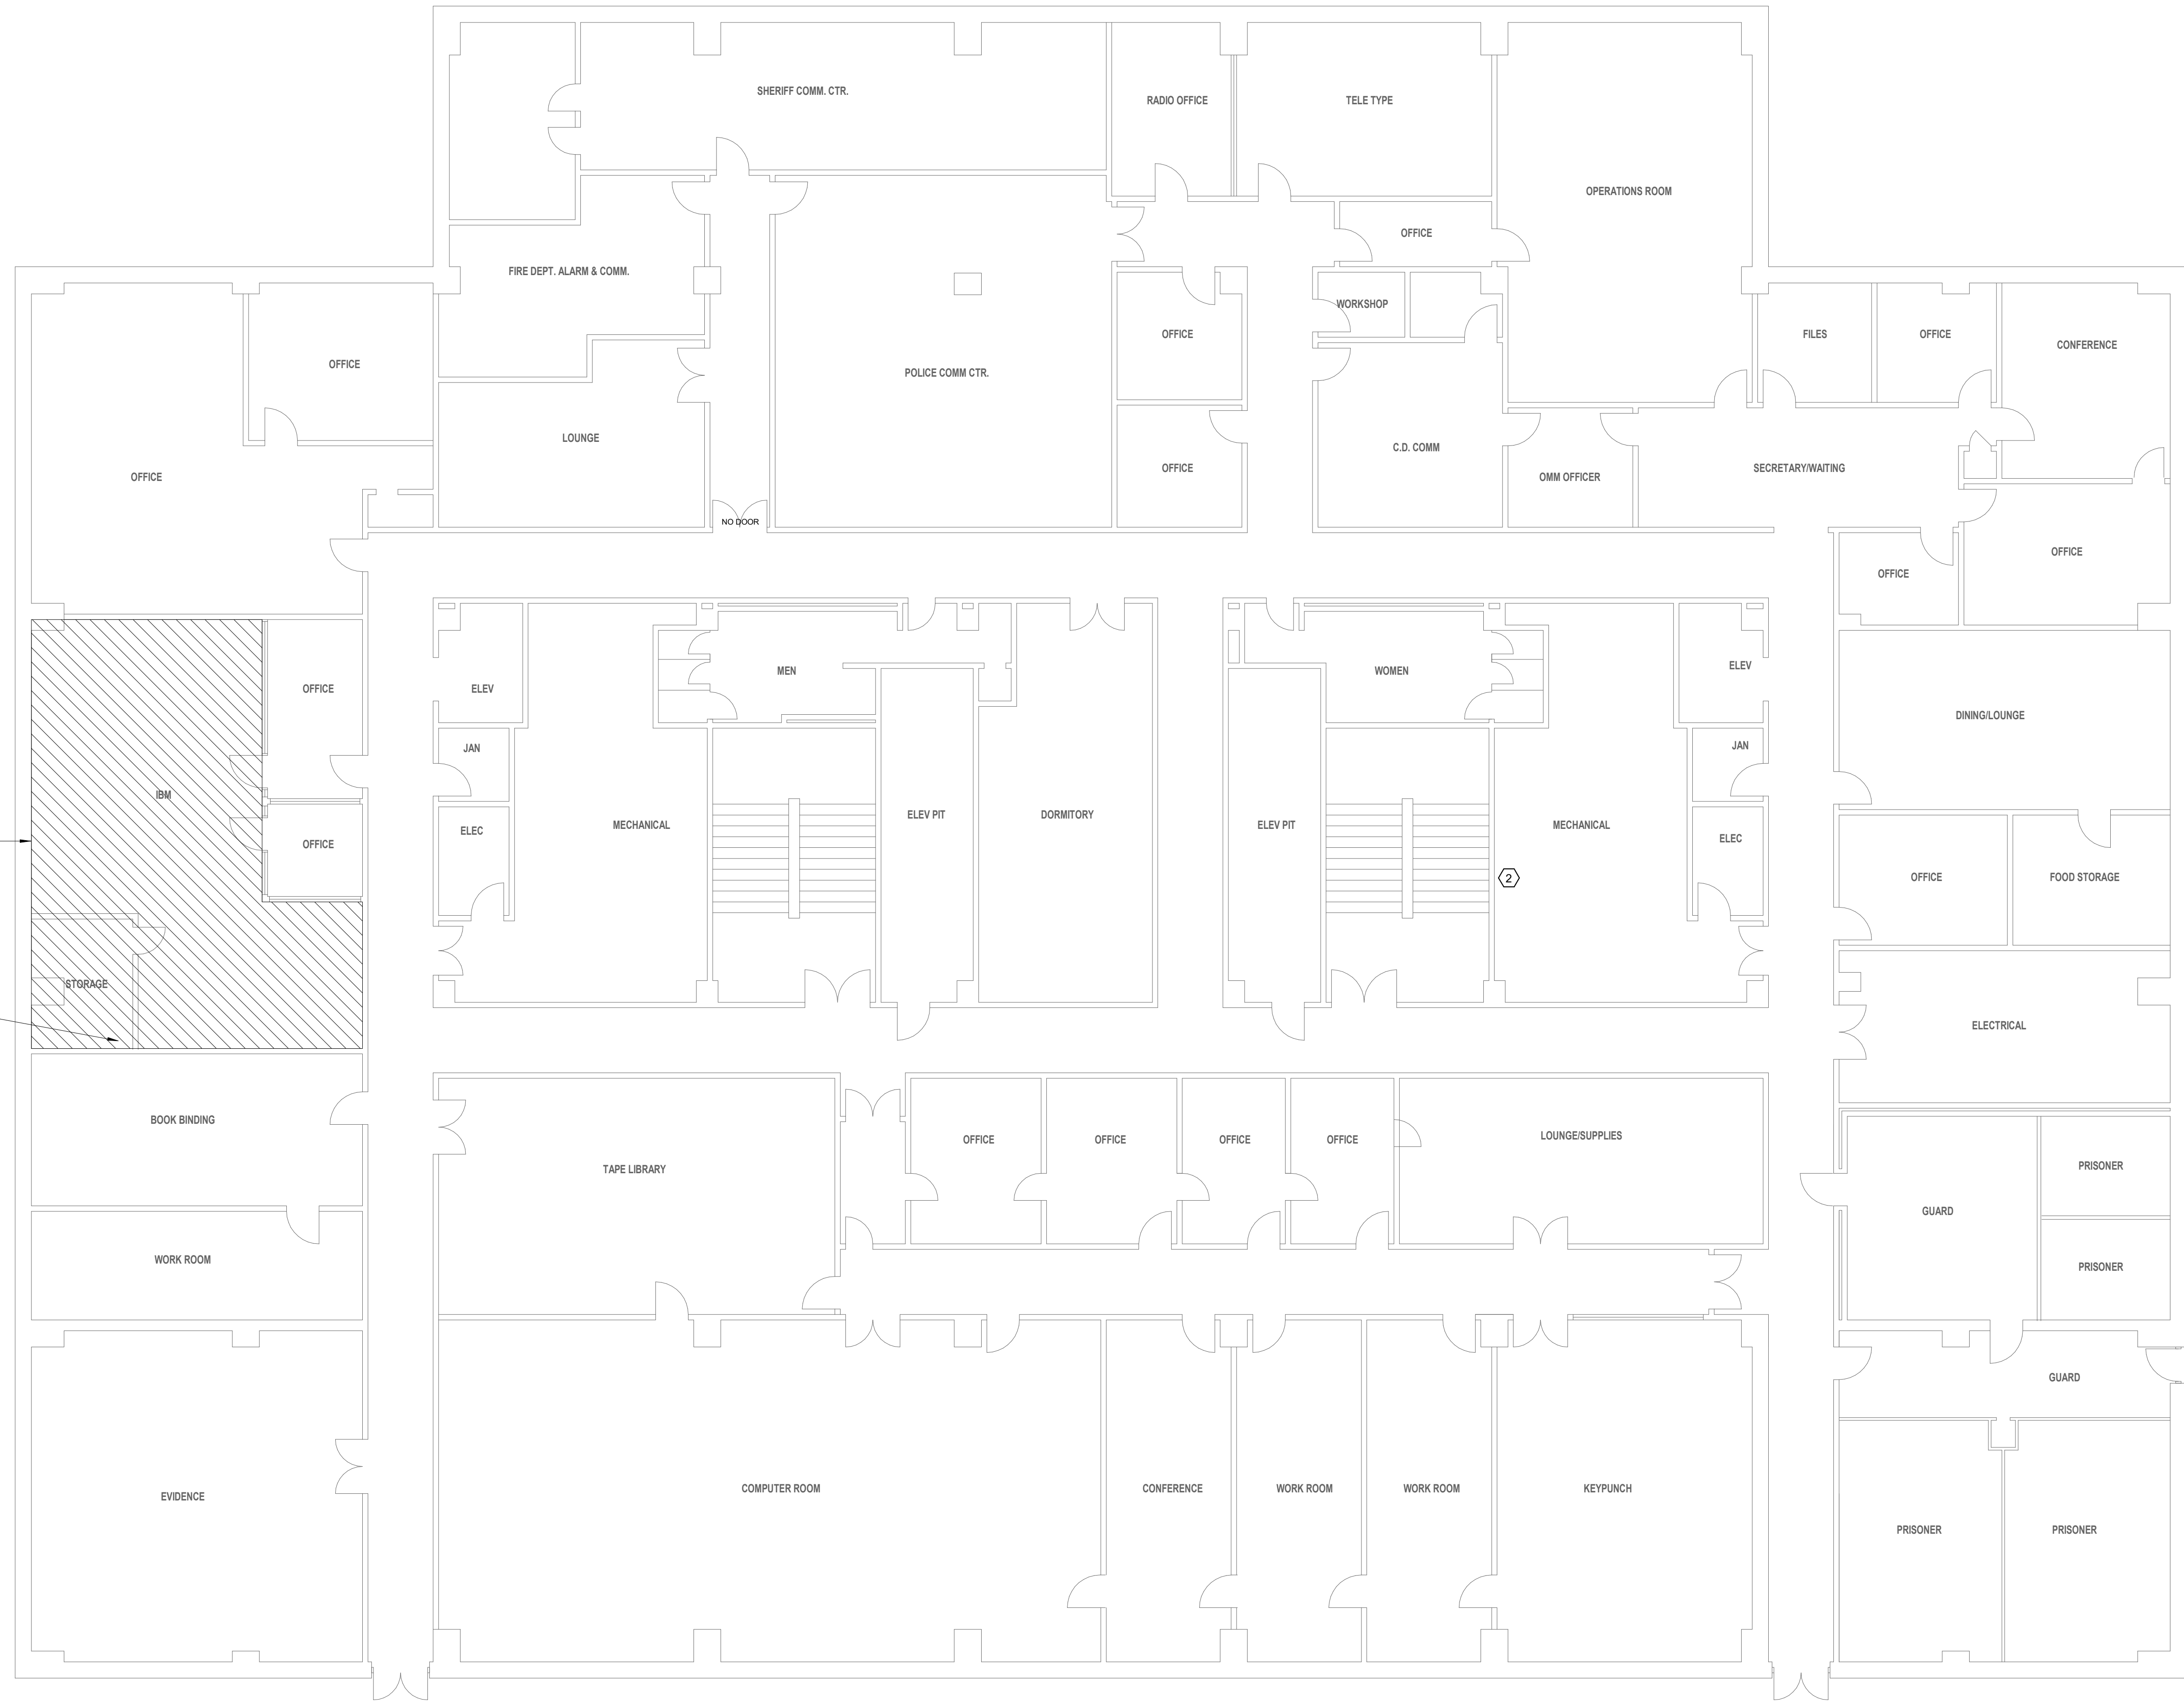 SHERIFF COMM. CTR.
RADIO OFFICE
TELE TYPE
OPERATIONS ROOM
OFFICE
FIRE DEPT. ALARM & COMM.
WORKSHOP
OFFICE
FILES
OFFICE
CONFERENCE
OFFICE
POLICE COMM CTR.
LOUNGE
C.D. COMM
OFFICE
SECRETARY/WAITING
OFFICE
OMM OFFICER
NO DOOR
OFFICE
OFFICE
MEN
WOMEN
ELEV
OFFICE
ELEV
DINING/LOUNGE
JAN
JAN
IBM
ELEV PIT
DORMITORY
MECHANICAL
ELEV PIT
MECHANICAL
ELEC
ELEC
OFFICE
2
OFFICE
FOOD STORAGE
STORAGE
ELECTRICAL
BOOK BINDING
OFFICE
OFFICE
OFFICE
OFFICE
LOUNGE/SUPPLIES
TAPE LIBRARY
PRISONER
GUARD
WORK ROOM
PRISONER
GUARD
EVIDENCE
COMPUTER ROOM
CONFERENCE
WORK ROOM
WORK ROOM
KEYPUNCH
PRISONER
PRISONER